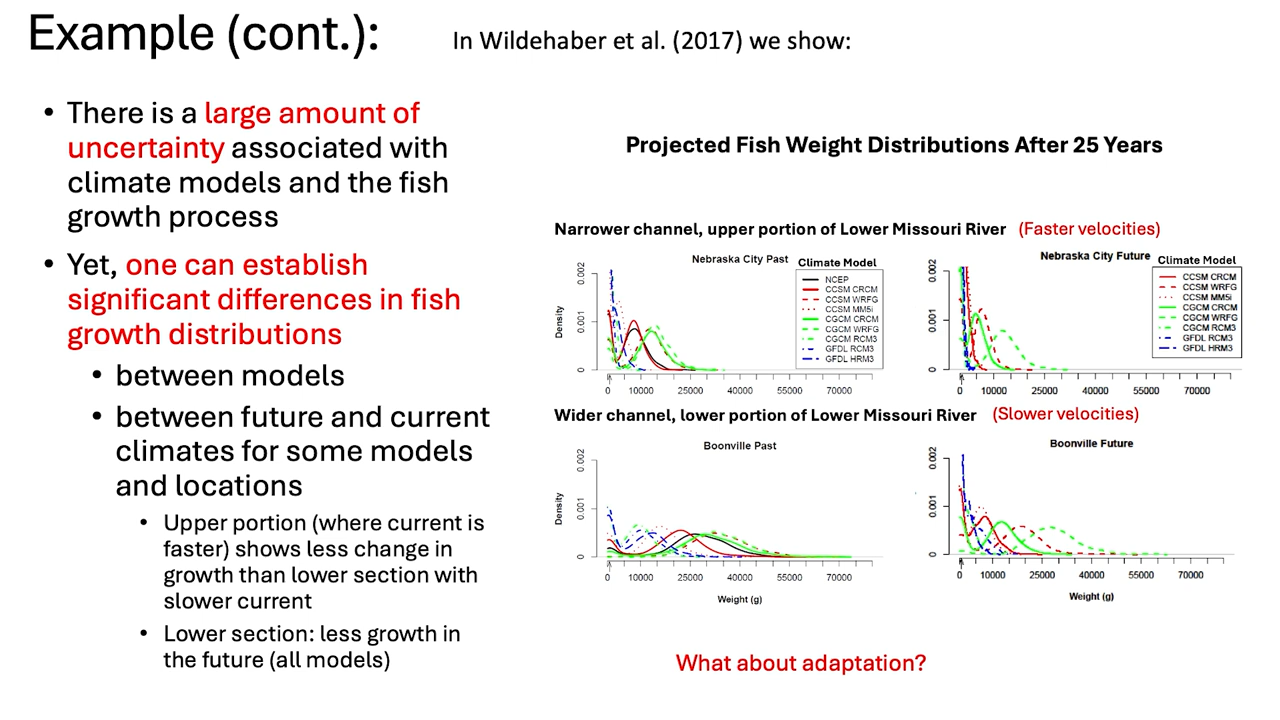 Example (cont.):
In Wildehaber et al. (2017) we show:
• There is a large amount of
uncertainty associated with
climate models and the fish
growth process
• Yet, one can establish
significant differences in fish
growth distributions
• between models
• between future and current
climates for some models
and locations
• Upper portion (where current is
faster) shows less change in
growth than lower section with
slower current
• Lower section: less growth in
the future (all models)
Projected Fish Weight Distributions After 25 Years
Narrower channel, upper portion of Lower Missouri River (Faster velocities)
Nebraska City Past
Climate Model
NCEP
CCSM CRCM
CCSM WRFG
CCSM MM5i
CGCM CRCM
CGCM WRFG
CGCM RCM3
GFDL RCM3
GFDL HRM3
Density
0.002
0.001
0
0 10000 25000 40000 55000 70000
Nebraska City Future
Climate Model
CCSM CRCM
CCSM WRFG
CCSM MM5i
CGCM CRCM
CGCM WRFG
CGCM RCM3
GFDL RCM3
GFDL HRM3
0.002
0.001
0
0 10000 25000 40000 55000 70000
Wider channel, lower portion of Lower Missouri River (Slower velocities)
Boonville Past
Density
0.002
0.001
0
0 10000 25000 40000 55000 70000
Weight (g)
Boonville Future
0.002
0.001
0
0 10000 25000 40000 55000 70000
Weight (g)
What about adaptation?